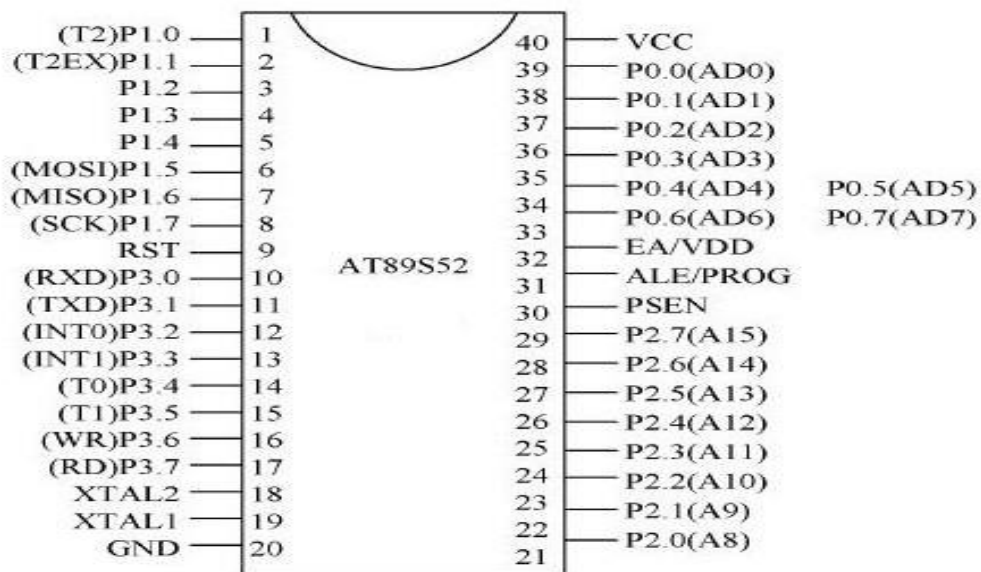 (T2)P1.0 1
(T2EX)P1.1 2
P1.2 3
P1.3 4
P1.4 5
(MOSI)P1.5 6
(MISO)P1.6 7
(SCK)P1.7 8
RST 9
(RXD)P3.0 10
(TXD)P3.1 11
(INT0)P3.2 12
(INT1)P3.3 13
(T0)P3.4 14
(T1)P3.5 15
(WR)P3.6 16
(RD)P3.7 17
XTAL2 18
XTAL1 19
GND 20
AT89S52
40 VCC
39 P0.0(AD0)
38 P0.1(AD1)
37 P0.2(AD2)
36 P0.3(AD3)
35 P0.4(AD4) P0.5(AD5)
34 P0.6(AD6) P0.7(AD7)
33 EA/VDD
32 ALE/PROG
31 PSEN
30 P2.7(A15)
29 P2.6(A14)
28 P2.5(A13)
27 P2.4(A12)
26 P2.3(A11)
25 P2.2(A10)
24 P2.1(A9)
23 P2.0(A8)
22
21